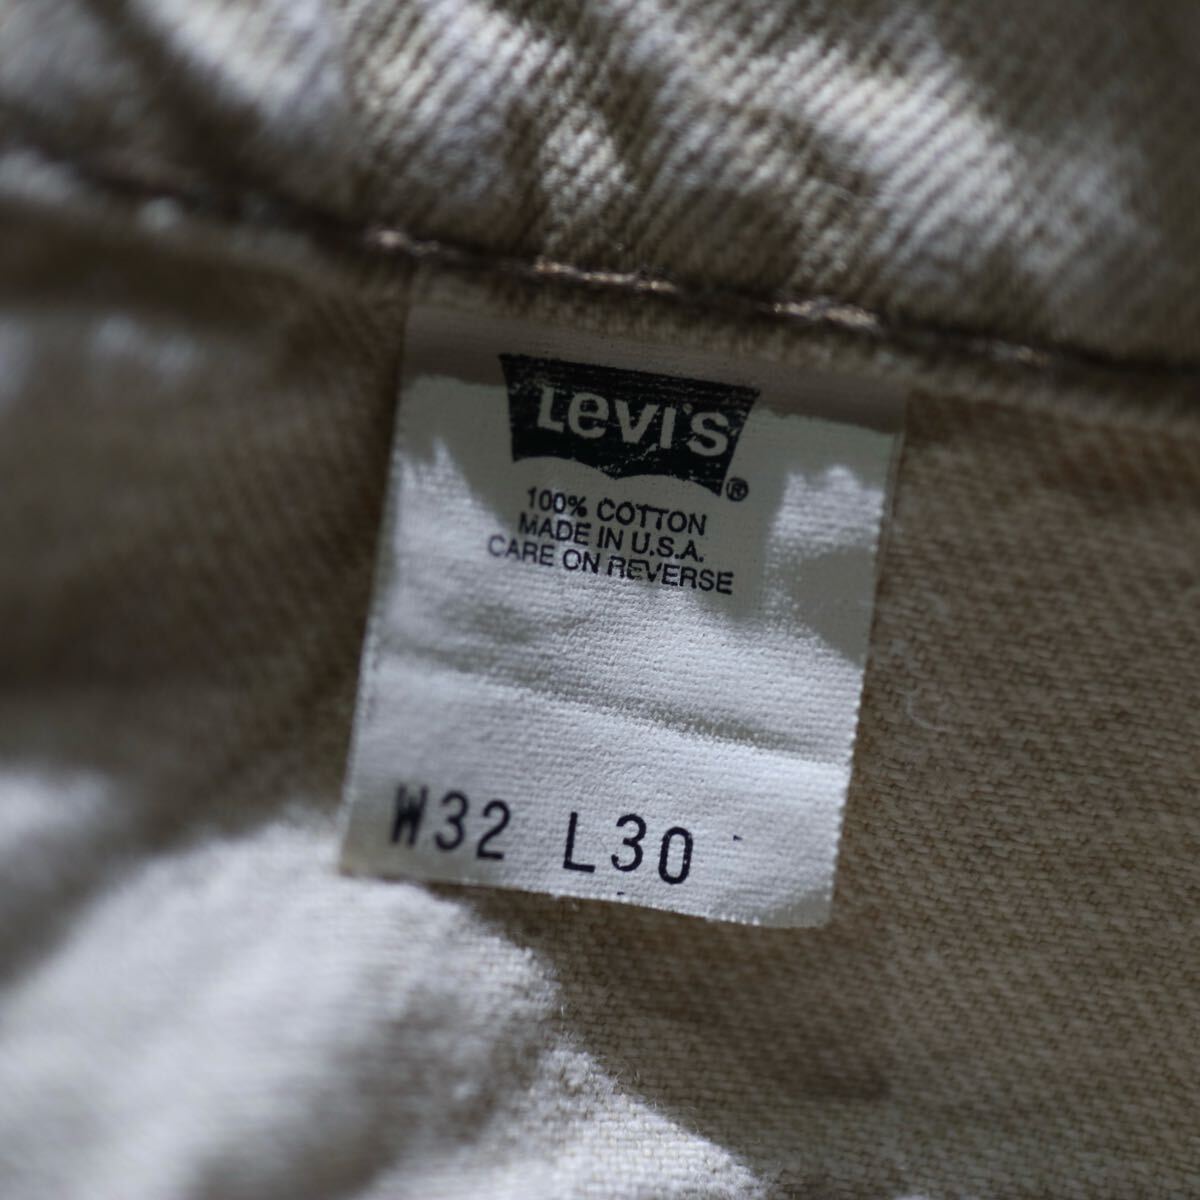 Levi's®
100% COTTON
MADE IN U.S.A.
CARE ON REVERSE
W32 L30